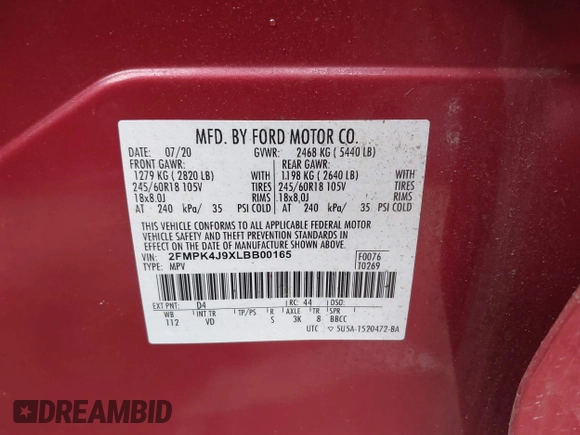 MFD. BY FORD MOTOR CO.
DATE: 07/20 GVWR: 2468 KG ( 5440 LB)
FRONT GAWR: REAR GAWR:
1279 KG ( 2820 LB) WITH 1198 KG ( 2640 LB) WITH
245/60R18 105V TIRES 245/60R18 105V TIRES
18x8.0J RIMS 18x8.0J RIMS
AT 240 kPa/ 35 PSI COLD AT 240 kPa/ 35 PSI COLD
THIS VEHICLE CONFORMS TO ALL APPLICABLE FEDERAL MOTOR
VEHICLE SAFETY AND THEFT PREVENTION STANDARDS IN
EFFECT ON THE DATE OF MANUFACTURE SHOWN ABOVE.
VIN: 2FMPK4J9XLBB00165 F0076
TYPE: MPV T0269
EXT PNT: D4 RC: 44 DSO:
WB INT TR TP/PS R AXLE TR SPR
112 VD S 3K 8 BBCC
UTC ▽ 5U5A-1520472-BA
DREAMBID